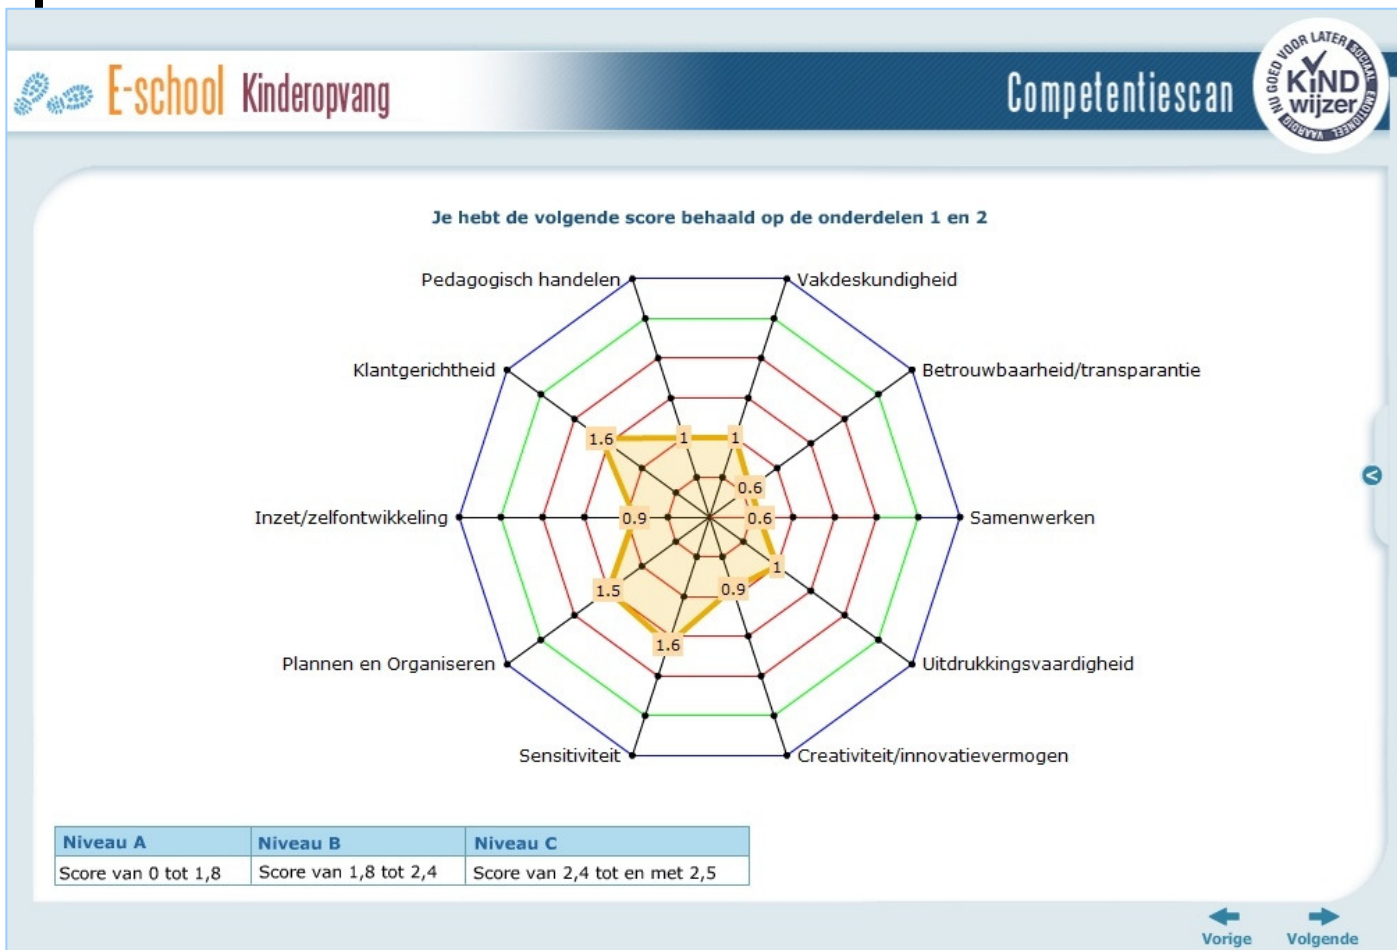 E-school Kinderopvang
Competentiescan
NU GOED VOOR LATER SOCIAAL EMOTIONEEL VAARDIG
KiND
wijzer
Je hebt de volgende score behaald op de onderdelen 1 en 2
Pedagogisch handelen
Vakdeskundigheid
Klantgerichtheid
Betrouwbaarheid/transparantie
1.6
1
1
0.6
Inzet/zelfontwikkeling
0.9
0.6
Samenwerken
1
1.5
0.9
1.6
Plannen en Organiseren
Uitdrukkingsvaardigheid
Sensitiviteit
Creativiteit/innovatievermogen
Niveau A
Niveau B
Niveau C
Score van 0 tot 1,8
Score van 1,8 tot 2,4
Score van 2,4 tot en met 2,5
Vorige
Volgende